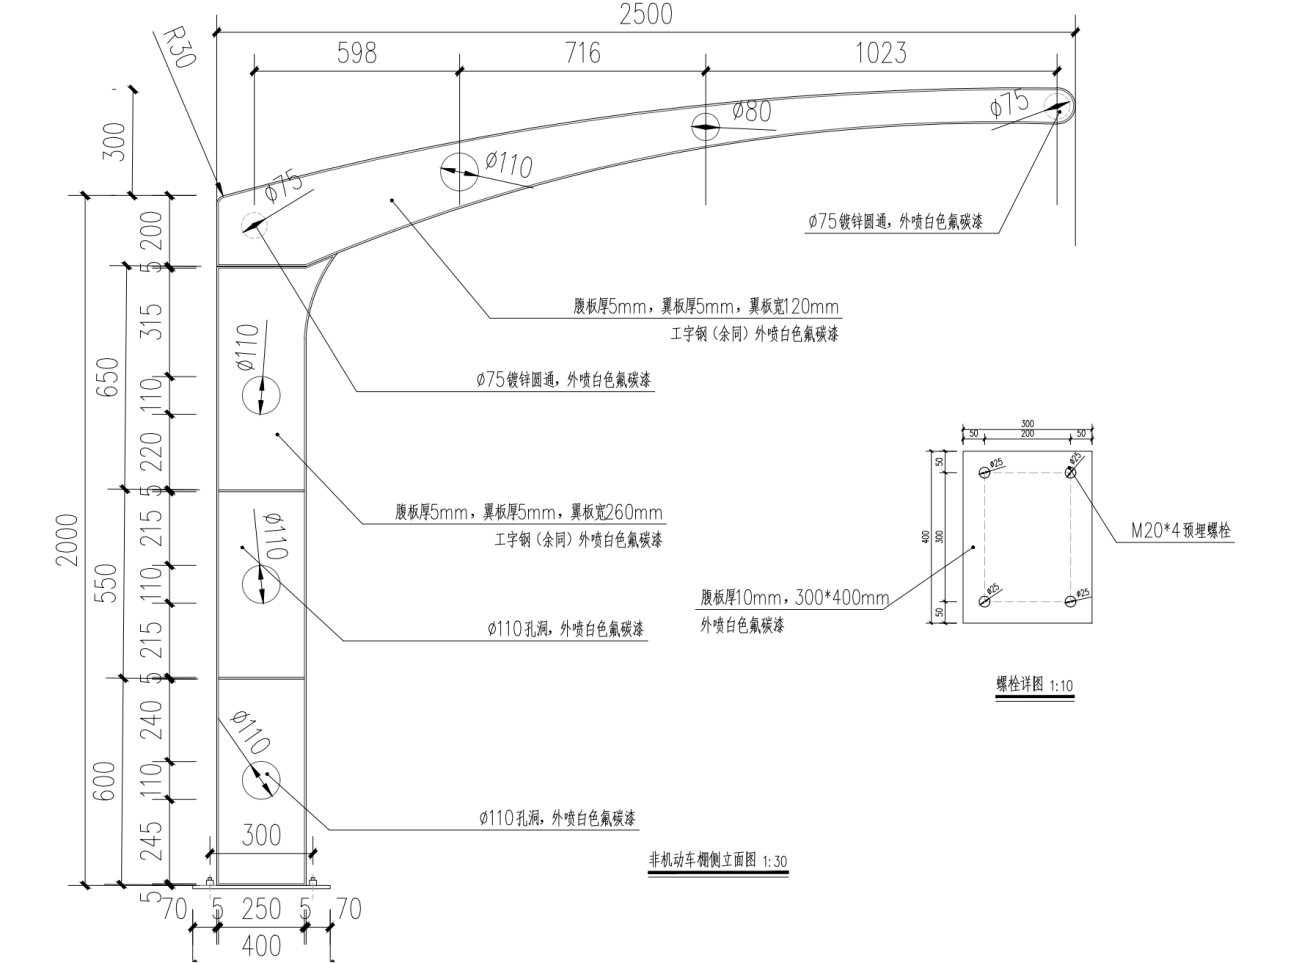 2500
598
716
1023
R30
300
ø75
ø110
ø80
ø75
ø75镀锌圆通，外喷白色氟碳漆
200
5
315
110
220
5
215
110
215
5
240
110
245
5
650
550
600
2000
腹板厚5mm，翼板厚5mm，翼板宽120mm
工字钢（余同）外喷白色氟碳漆
ø110
ø75镀锌圆通，外喷白色氟碳漆
腹板厚5mm，翼板厚5mm，翼板宽260mm
工字钢（余同）外喷白色氟碳漆
ø110
ø110孔洞，外喷白色氟碳漆
ø110
ø110孔洞，外喷白色氟碳漆
300
70 5 250 5 70
400
非机动车棚侧立面图 1:30
300
50 200 50
50
300
50
400
ø25
ø25
ø25
ø25
M20*4预埋螺栓
腹板厚10mm，300*400mm
外喷白色氟碳漆
螺栓详图 1:10